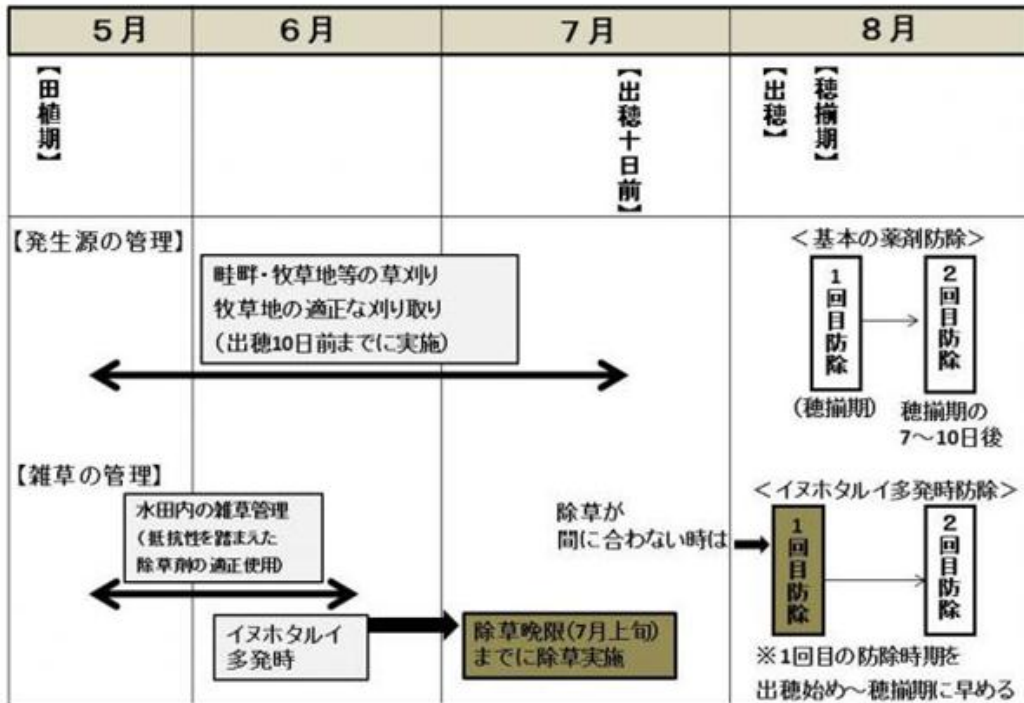 ５月 ６月 ７月 ８月
【田植期】
【出穂十日前】
【出穂】
【穂揃期】
【発生源の管理】
畦畔・牧草地等の草刈り
牧草地の適正な刈り取り
（出穂10日前までに実施）
＜基本の薬剤防除＞
１回目防除
２回目防除
（穂揃期）
穂揃期の
7～10日後
【雑草の管理】
水田内の雑草管理
（抵抗性を踏まえた
除草剤の適正使用）
イヌホタルイ
多発時
除草晩限(7月上旬)
までに除草実施
除草が
間に合わない時は
＜イヌホタルイ多発時防除＞
１回目防除
２回目防除
※1回目の防除時期を
出穂始め～穂揃期に早める